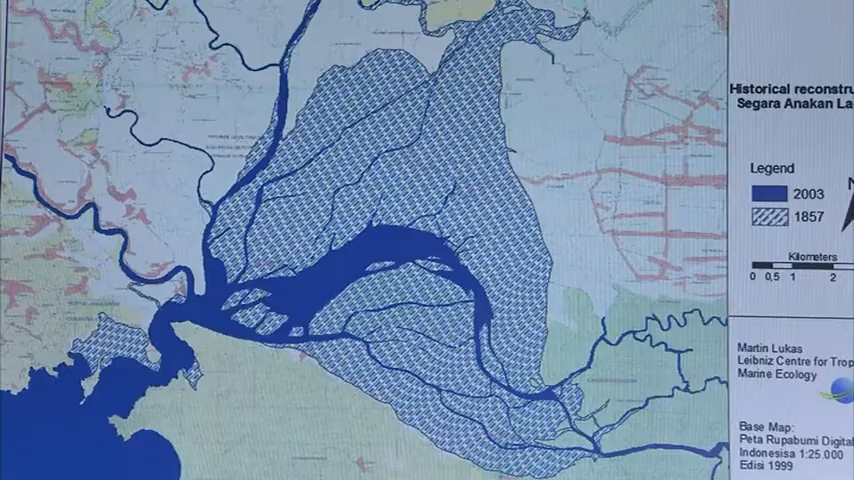 Historical reconstru
Segara Anakan La
Legend
2003
1857
N
Kilometers
0 0,5 1 2
Martin Lukas
Leibniz Centre for Trop
Marine Ecology
Base Map:
Peta Rupabumi Digital
Indonesisa 1:25.000
Edisi 1999